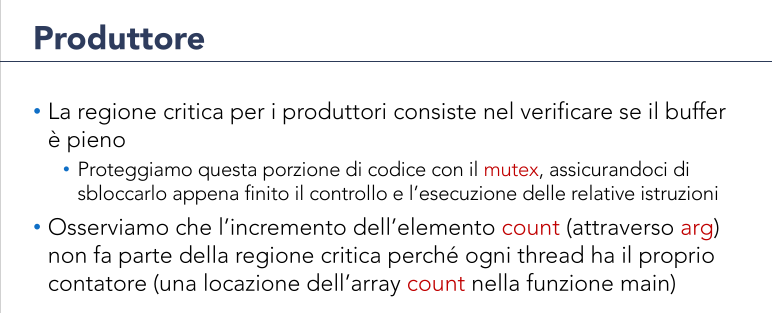 Produttore
• La regione critica per i produttori consiste nel verificare se il buffer
è pieno
• Proteggiamo questa porzione di codice con il mutex, assicurandoci di
sbloccarlo appena finito il controllo e l’esecuzione delle relative istruzioni
• Osserviamo che l’incremento dell’elemento count (attraverso arg)
non fa parte della regione critica perché ogni thread ha il proprio
contatore (una locazione dell’array count nella funzione main)